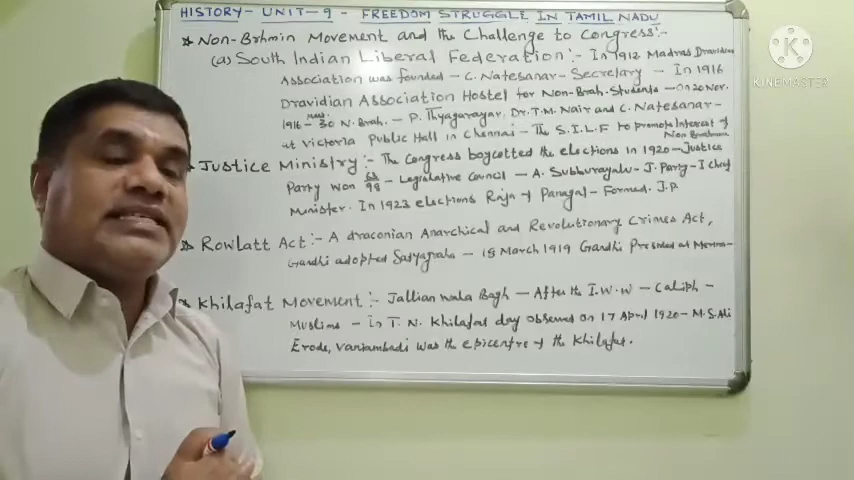 HISTORY - UNIT - 9 - FREEDOM STRUGGLE IN TAMIL NADU
* Non-Brhmin Movement and the Challenge to Congress:-
(a) South Indian Liberal Federation :- In 1912 Madras Dravidian
Association was founded - C. Natesanar - Secretary - In 1916
Dravidian Association Hostel for Non-Brah. Students - On 20 Nov.
1916 - 30 N. Brah. - P. Thyagarayar, Dr. T.M. Nair and C. Natesanar -
at Victoria Public Hall in Chennai - The S.I.L.F to promote Interest of
Non Brahmins
* Justice Ministry :- The Congress boycotted the elections in 1920 - Justice
Party won 63/98 - Legislative Council - A. Subburayalu - J. Party - I chief
Minister. In 1923 elections Raja of Panagal - Formed. J.P
* Rowlatt Act :- A draconian Anarchical and Revolutionary Crimes Act,
1919 Gandhi -
Gandhi adopted Satyagraha - 18 March 1919 Gandhi
* Khilafat Movement :- Jallian wala Bagh - After the I.W.W - Caliph -
Muslims - In T.N. Khilafat day observed on 17 April 1920 - M.S. Ali
Erode, Vaniambadi was the epicentre of the Khilafat.
KINEMASTER